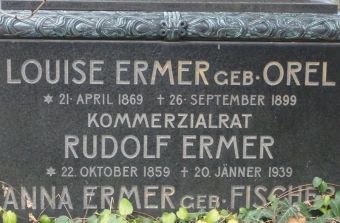 LOUISE ERMER GEB· OREL
✶ 21· APRIL 1869 † 26· SEPTEMBER 1899
KOMMERZIALRAT
RUDOLF ERMER
✶ 22. OKTOBER 1859 † 20. JÄNNER 1939
ANNA ERMER GEB· FISCHER